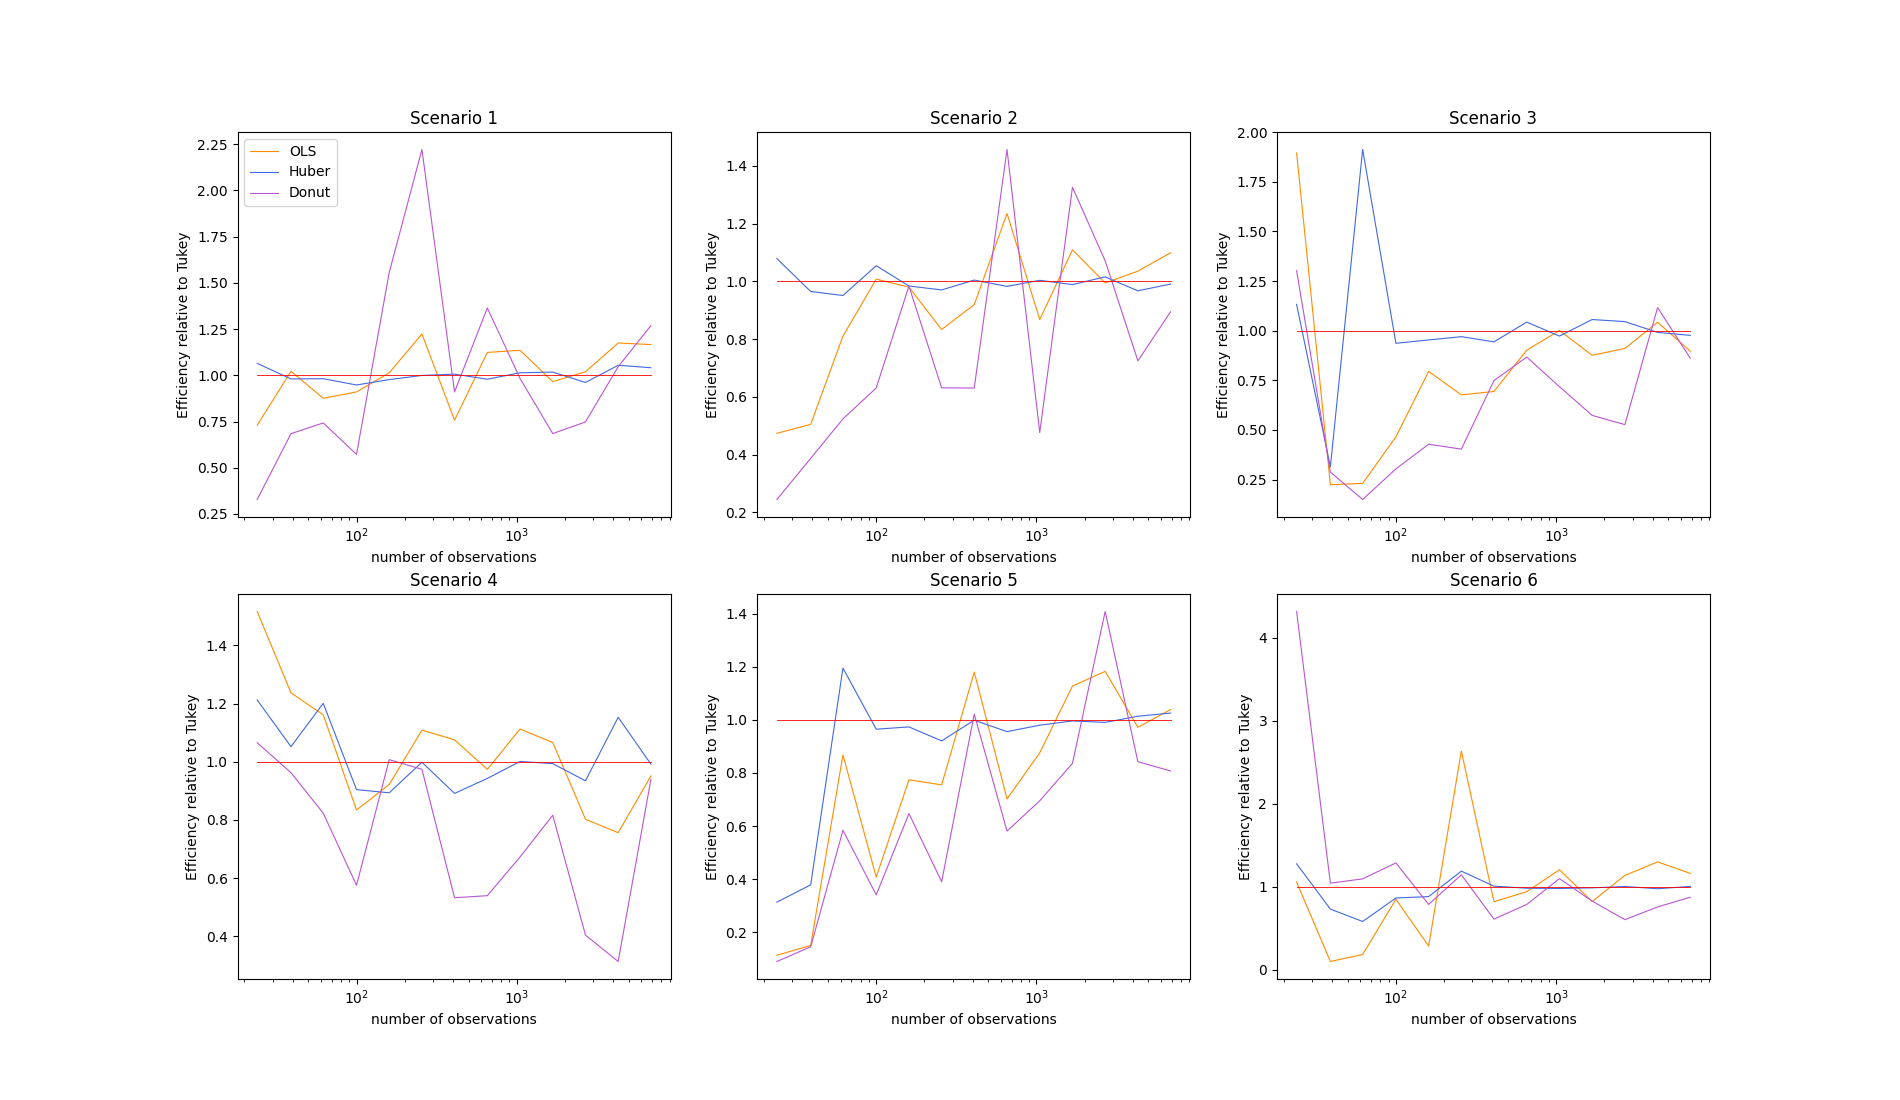 Scenario 1
2.25
2.00
1.75
1.50
1.25
1.00
0.75
0.50
0.25
Efficiency relative to Tukey
OLS
Huber
Donut
10²
10³
number of observations
Scenario 2
1.4
1.2
1.0
0.8
0.6
0.4
0.2
Efficiency relative to Tukey
10²
10³
number of observations
Scenario 3
2.00
1.75
1.50
1.25
1.00
0.75
0.50
0.25
Efficiency relative to Tukey
10²
10³
number of observations
Scenario 4
1.4
1.2
1.0
0.8
0.6
0.4
Efficiency relative to Tukey
10²
10³
number of observations
Scenario 5
1.4
1.2
1.0
0.8
0.6
0.4
0.2
Efficiency relative to Tukey
10²
10³
number of observations
Scenario 6
4
3
2
1
0
Efficiency relative to Tukey
10²
10³
number of observations